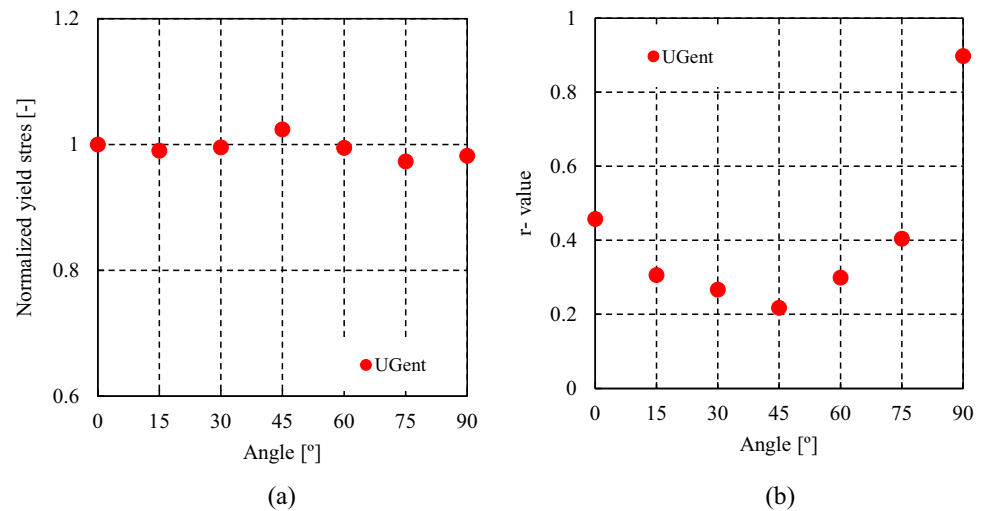 1.2
1
0.8
0.6
Normalized yield stres [-]
UGent
0 15 30 45 60 75 90
Angle [º]
(a)
1
0.8
0.6
0.4
0.2
0
r- value
UGent
0 15 30 45 60 75 90
Angle [º]
(b)